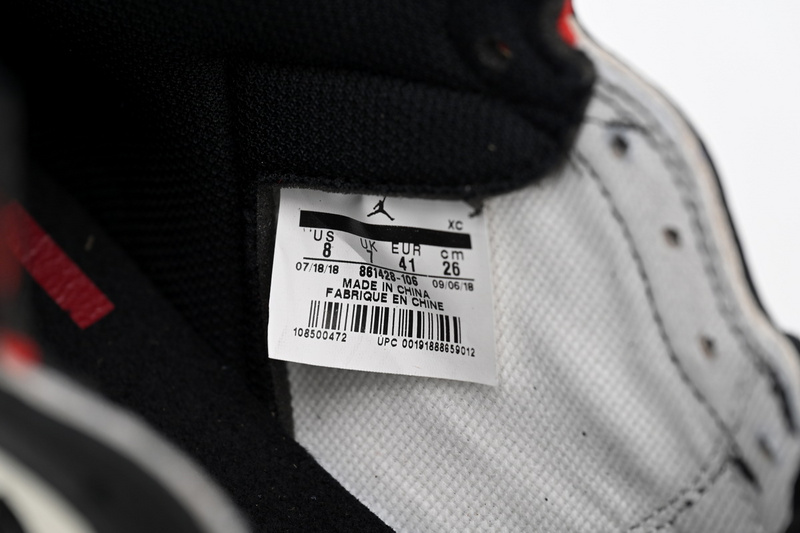 XC
US UK EUR cm
8 7 41 26
07/18/18 861428-106 09/06/18
MADE IN CHINA
FABRIQUE EN CHINE
108500472 UPC 00191888659012